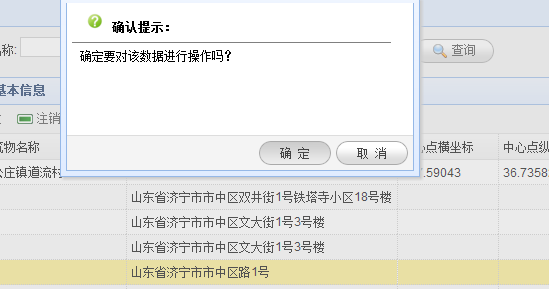 确认提示：
确定要对该数据进行操作吗？
确 定 取 消
称: 查询
基本信息
注销
物名称 心点横坐标 中心点纵
公庄镇道流村 .59043 36.7358
山东省济宁市市中区双井街1号铁塔寺小区18号楼
山东省济宁市市中区文大街1号3号楼
山东省济宁市市中区文大街1号3号楼
山东省济宁市市中区路1号